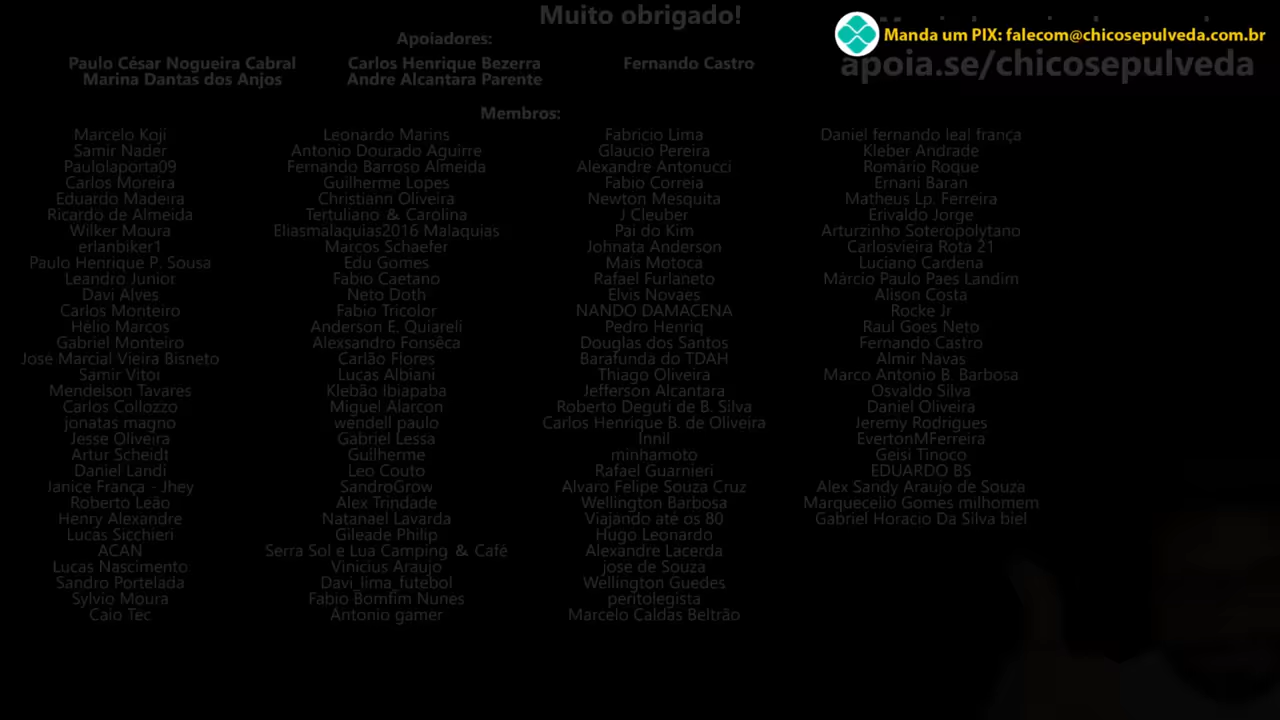 Muito obrigado!
Manda um PIX: falecom@chicosepulveda.com.br
apoia.se/chicosepulveda
Apoiadores:
Paulo César Nogueira Cabral
Marina Dantas dos Anjos
Carlos Henrique Bezerra
Andre Alcantara Parente
Fernando Castro
Membros:
Marcelo Koji
Samir Nader
Paulolaporta09
Carlos Moreira
Eduardo Madeira
Ricardo de Almeida
Wilker Moura
erlanbiker1
Paulo Henrique P. Sousa
Leandro Junior
Davi Alves
Carlos Monteiro
Hélio Marcos
Gabriel Monteiro
José Marcial Vieira Bisneto
Samir Vitor
Mendelson Tavares
Carlos Collozzo
jonatas magno
Jesse Oliveira
Artur Scheidt
Daniel Landi
Janice França - Jhey
Roberto Leão
Henry Alexandre
Lucas Sicchieri
ACAN
Lucas Nascimento
Sandro Portelada
Sylvio Moura
Caio Tec
Leonardo Marins
Antonio Dourado Aguirre
Fernando Barroso Almeida
Guilherme Lopes
Christiann Oliveira
Tertuliano & Carolina
Eliasmalaquias2016 Malaquias
Marcos Schaefer
Edu Gomes
Fabio Caetano
Neto Doth
Fabio Tricolor
Anderson E. Quiareli
Alexsandro Fonsêca
Carlão Flores
Lucas Albiani
Klebão Ibiapaba
Miguel Alarcon
wendell paulo
Gabriel Lessa
Guilherme
Leo Couto
SandroGrow
Alex Trindade
Natanael Lavarda
Gileade Philip
Serra Sol e Lua Camping & Café
Vinicius Araujo
Davi_lima_futebol
Fabio Bomfim Nunes
Antonio gamer
Fabricio Lima
Glaucio Pereira
Alexandre Antonucci
Fabio Correia
Newton Mesquita
J Cleuber
Pai do Kim
Johnata Anderson
Mais Motoca
Rafael Furlaneto
Elvis Novaes
NANDO DAMACENA
Pedro Henriq
Douglas dos Santos
Barafunda do TDAH
Thiago Oliveira
Jefferson Alcantara
Roberto Deguti de B. Silva
Carlos Henrique B. de Oliveira
Innil
minhamoto
Rafael Guarnieri
Alvaro Felipe Souza Cruz
Wellington Barbosa
Viajando até os 80
Hugo Leonardo
Alexandre Lacerda
jose de Souza
Wellington Guedes
peritolegista
Marcelo Caldas Beltrão
Daniel fernando leal frança
Kleber Andrade
Romário Roque
Ernani Baran
Matheus Lp. Ferreira
Erivaldo Jorge
Arturzinho Soteropolytano
Carlosvieira Rota 21
Luciano Cardena
Márcio Paulo Paes Landim
Alison Costa
Rocke Jr
Raul Goes Neto
Fernando Castro
Almir Navas
Marco Antonio B. Barbosa
Osvaldo Silva
Daniel Oliveira
Jeremy Rodrigues
EvertonMFerreira
Geisi Tinoco
EDUARDO BS
Alex Sandy Araujo de Souza
Marquecelio Gomes milhomem
Gabriel Horacio Da Silva biel